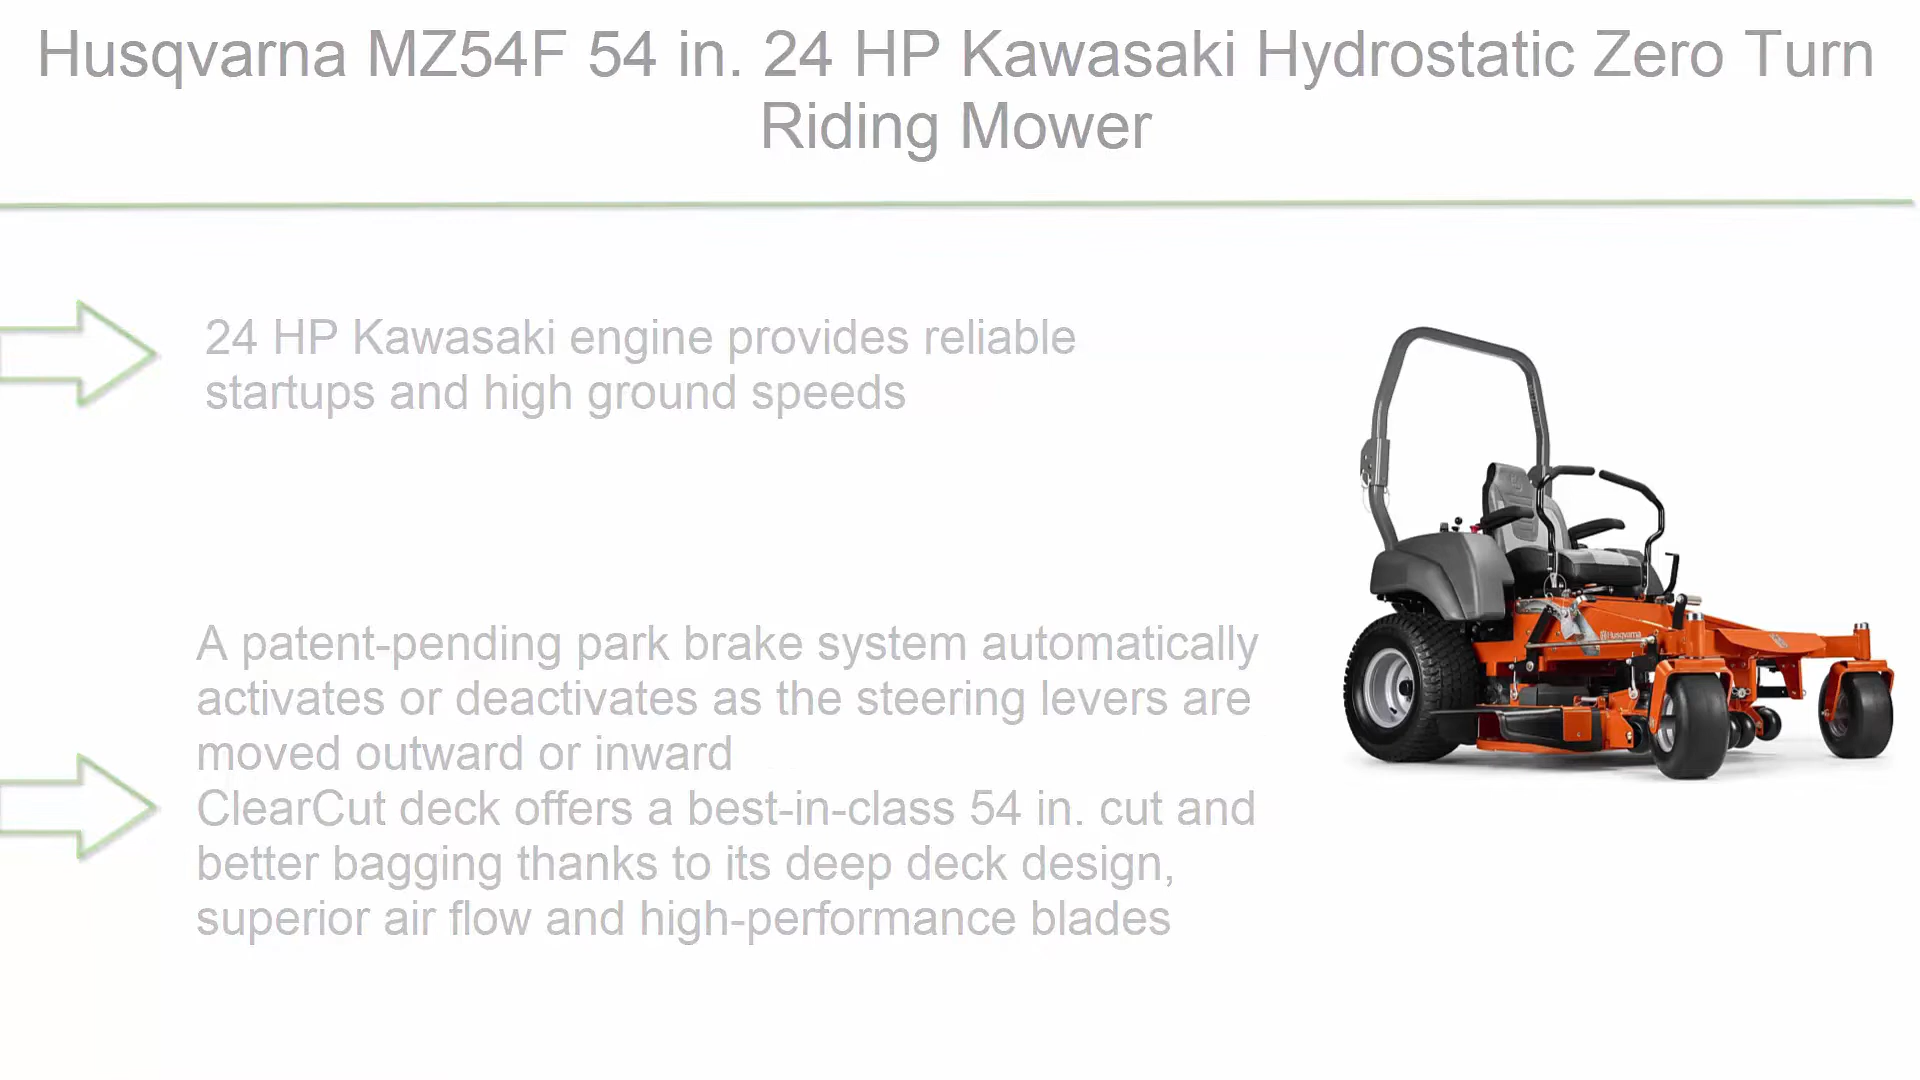 Husqvarna MZ54F 54 in. 24 HP Kawasaki Hydrostatic Zero Turn
Riding Mower
24 HP Kawasaki engine provides reliable
startups and high ground speeds
A patent-pending park brake system automatically
activates or deactivates as the steering levers are
moved outward or inward
ClearCut deck offers a best-in-class 54 in. cut and
better bagging thanks to its deep deck design,
superior air flow and high-performance blades
Husqvarna